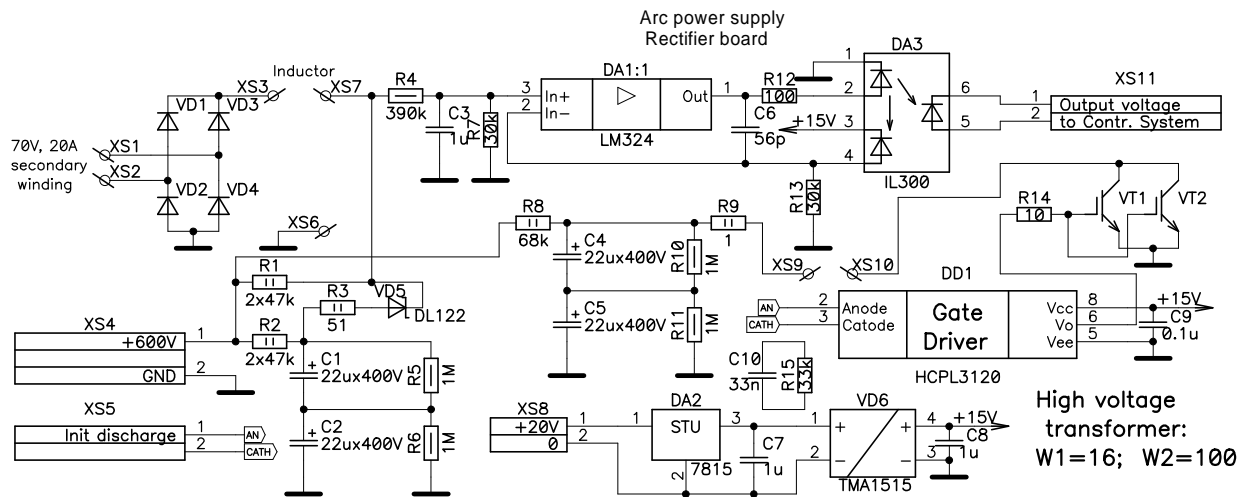 Arc power supply
Rectifier board
XS3 Inductor XS7
R4
390k
C3
1u
R7
30k
3 In+
2 In-
DA1:1
Out 1
LM324
R12
100
C6
56p
+15V
DA3
1
2
3
4
6
5
IL300
XS11
1 Output voltage
2 to Contr. System
VD1 VD3
70V, 20A
secondary
winding
XS1
XS2
VD2 VD4
XS6
R13
30k
R14
10
VT1
VT2
R8
68k
C4
22ux400V
R10
1M
R9
1
XS9
XS10
R1
2x47k
R3
51
VD5
DL122
C5
22ux400V
R11
1M
DD1
AN 2 Anode
CATH 3 Catode
Gate
Driver
Vcc 8
Vo 6
Vee 5
+15V
C9
0.1u
HCPL3120
XS4
+600V 1
GND 2
R2
2x47k
C1
22ux400V
R5
1M
C10
33n
R15
33k
XS5
Init discharge 1 AN
2 CATH
C2
22ux400V
R6
1M
XS8
+20V 1
0 2
DA2
1 STU 3
2
7815
C7
1u
VD6
1 + + 4
2 - - 3
TMA1515
+15V
C8
1u
High voltage
transformer:
W1=16; W2=100